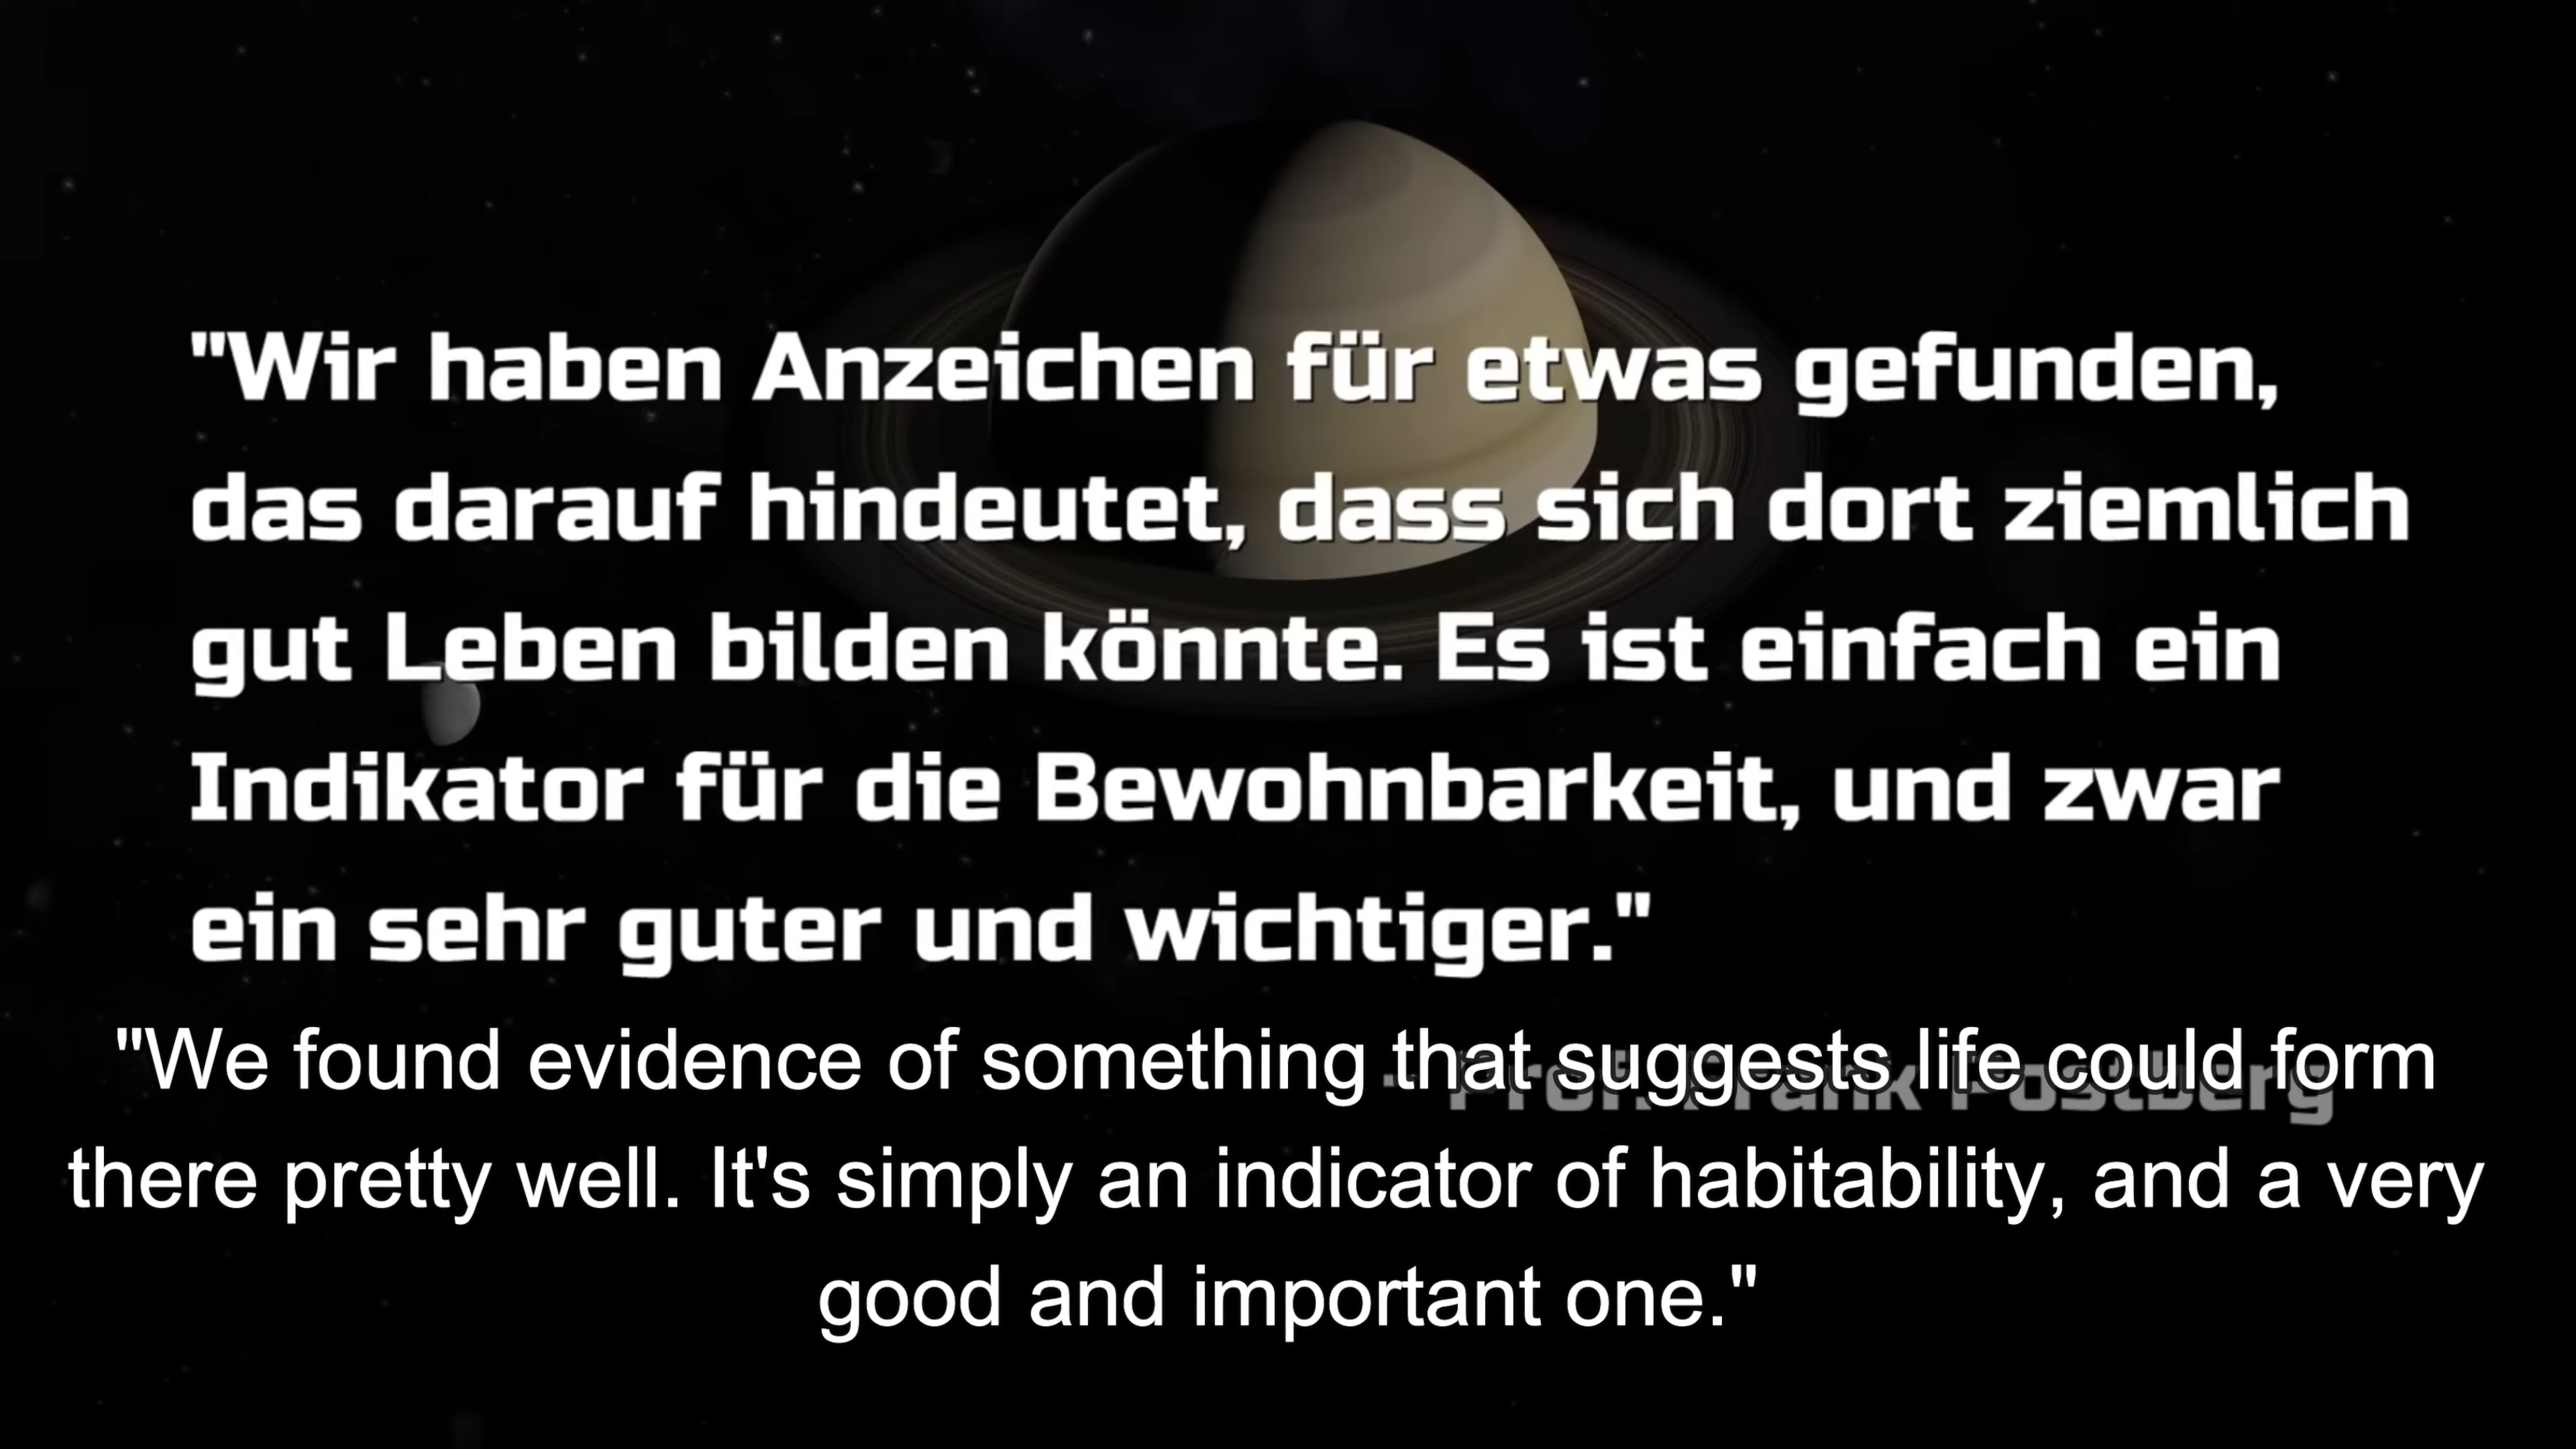 "Wir haben Anzeichen für etwas gefunden,
das darauf hindeutet, dass sich dort ziemlich
gut Leben bilden könnte. Es ist einfach ein
Indikator für die Bewohnbarkeit, und zwar
ein sehr guter und wichtiger."
- Prof. Frank Postberg
"We found evidence of something that suggests life could form
there pretty well. It's simply an indicator of habitability, and a very
good and important one."